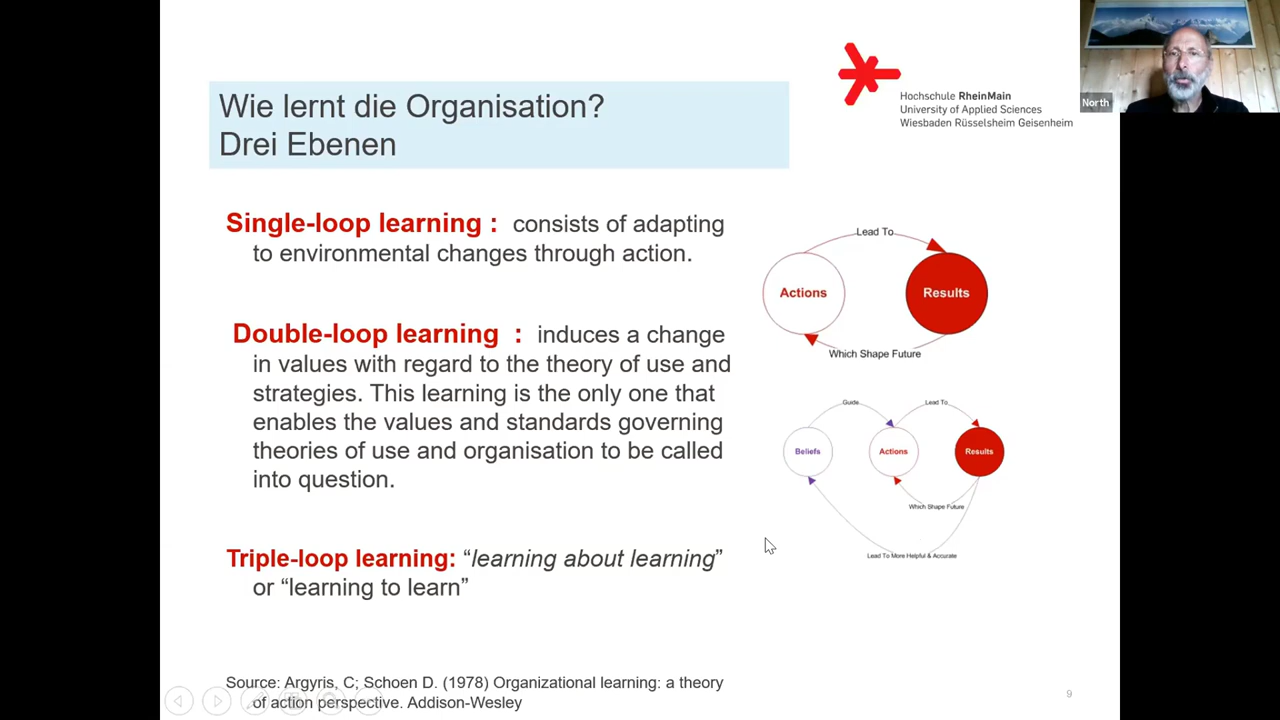 Wie lernt die Organisation?
Drei Ebenen
Hochschule RheinMain
University of Applied Sciences
Wiesbaden Rüsselsheim Geisenheim
North
Single-loop learning : consists of adapting
to environmental changes through action.
Double-loop learning : induces a change
in values with regard to the theory of use and
strategies. This learning is the only one that
enables the values and standards governing
theories of use and organisation to be called
into question.
Triple-loop learning: “learning about learning”
or “learning to learn”
Lead To
Actions
Results
Which Shape Future
Guide
Lead To
Beliefs
Actions
Results
Which Shape Future
Lead To More Helpful & Accurate
Source: Argyris, C; Schoen D. (1978) Organizational learning: a theory
of action perspective. Addison-Wesley
9